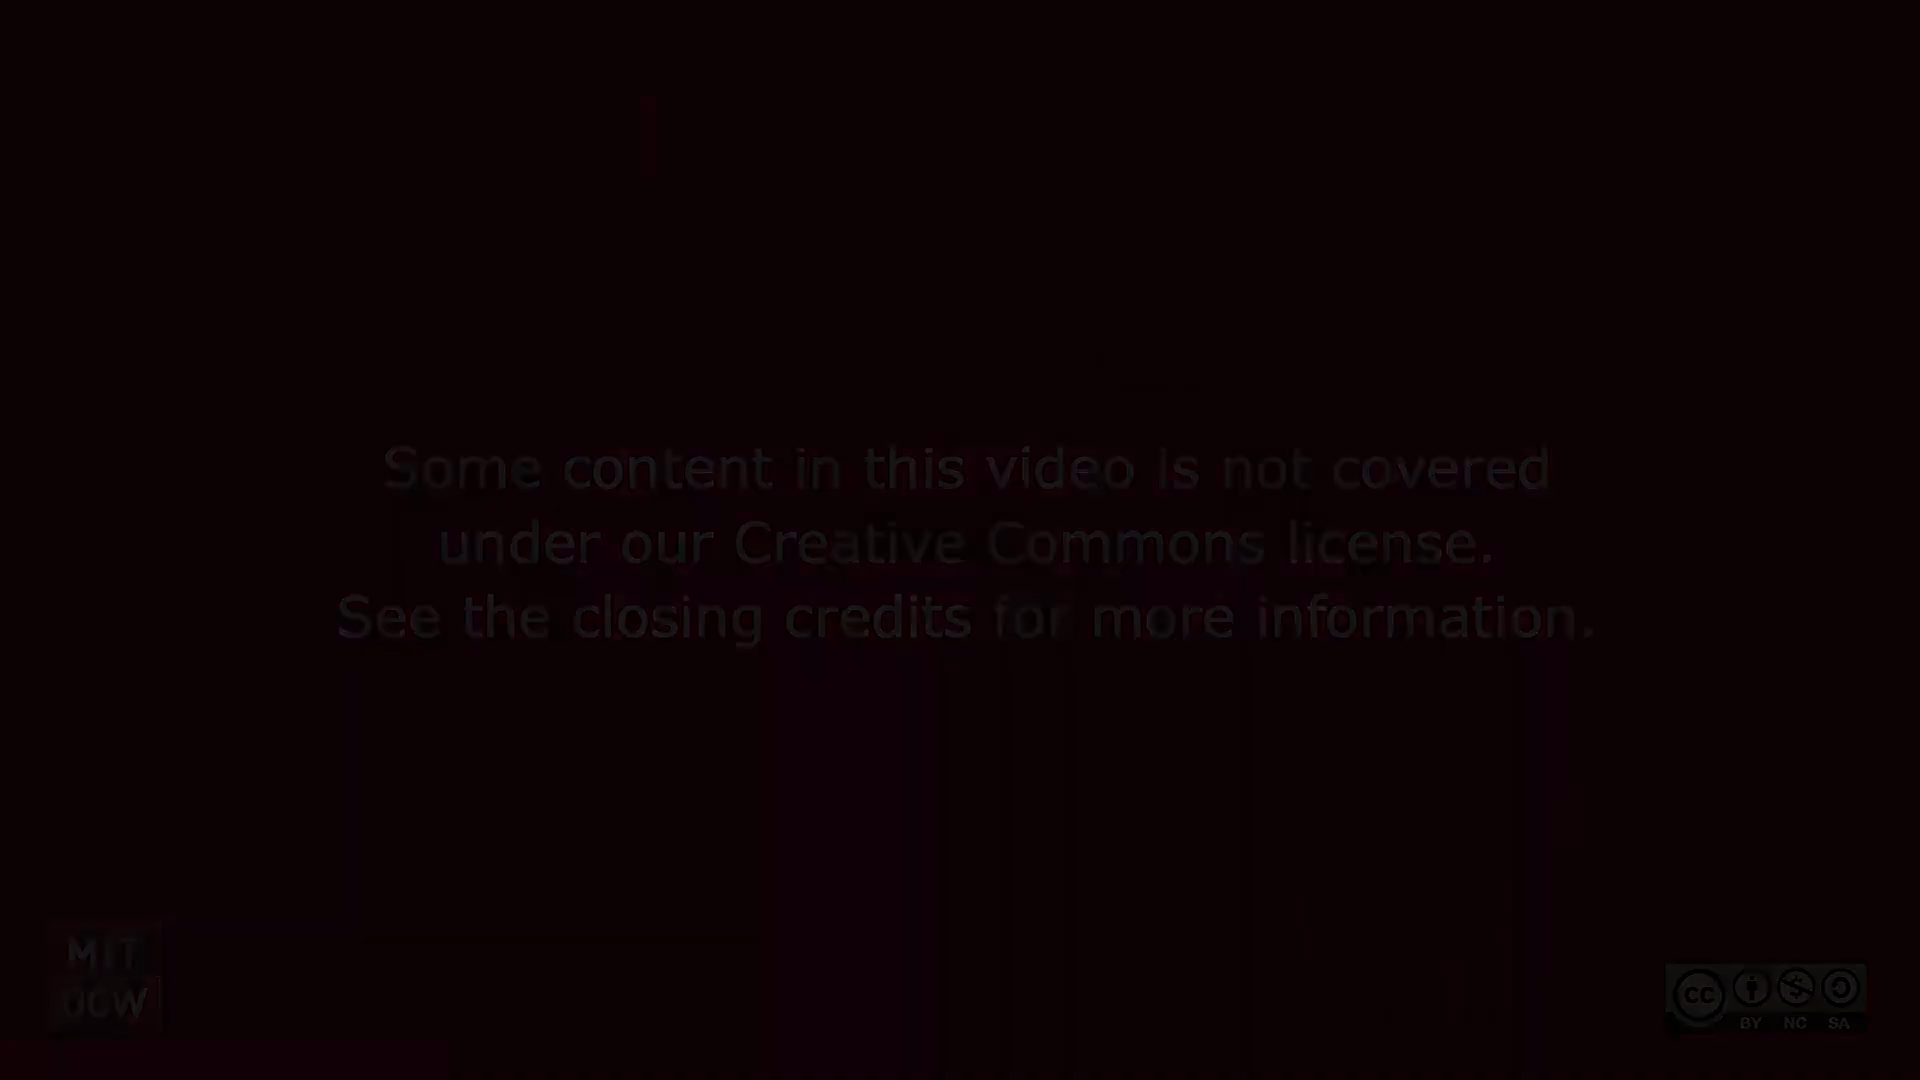 Some content in this video is not covered
under our Creative Commons license.
See the closing credits for more information.
MIT
OCW
cc
BY NC SA